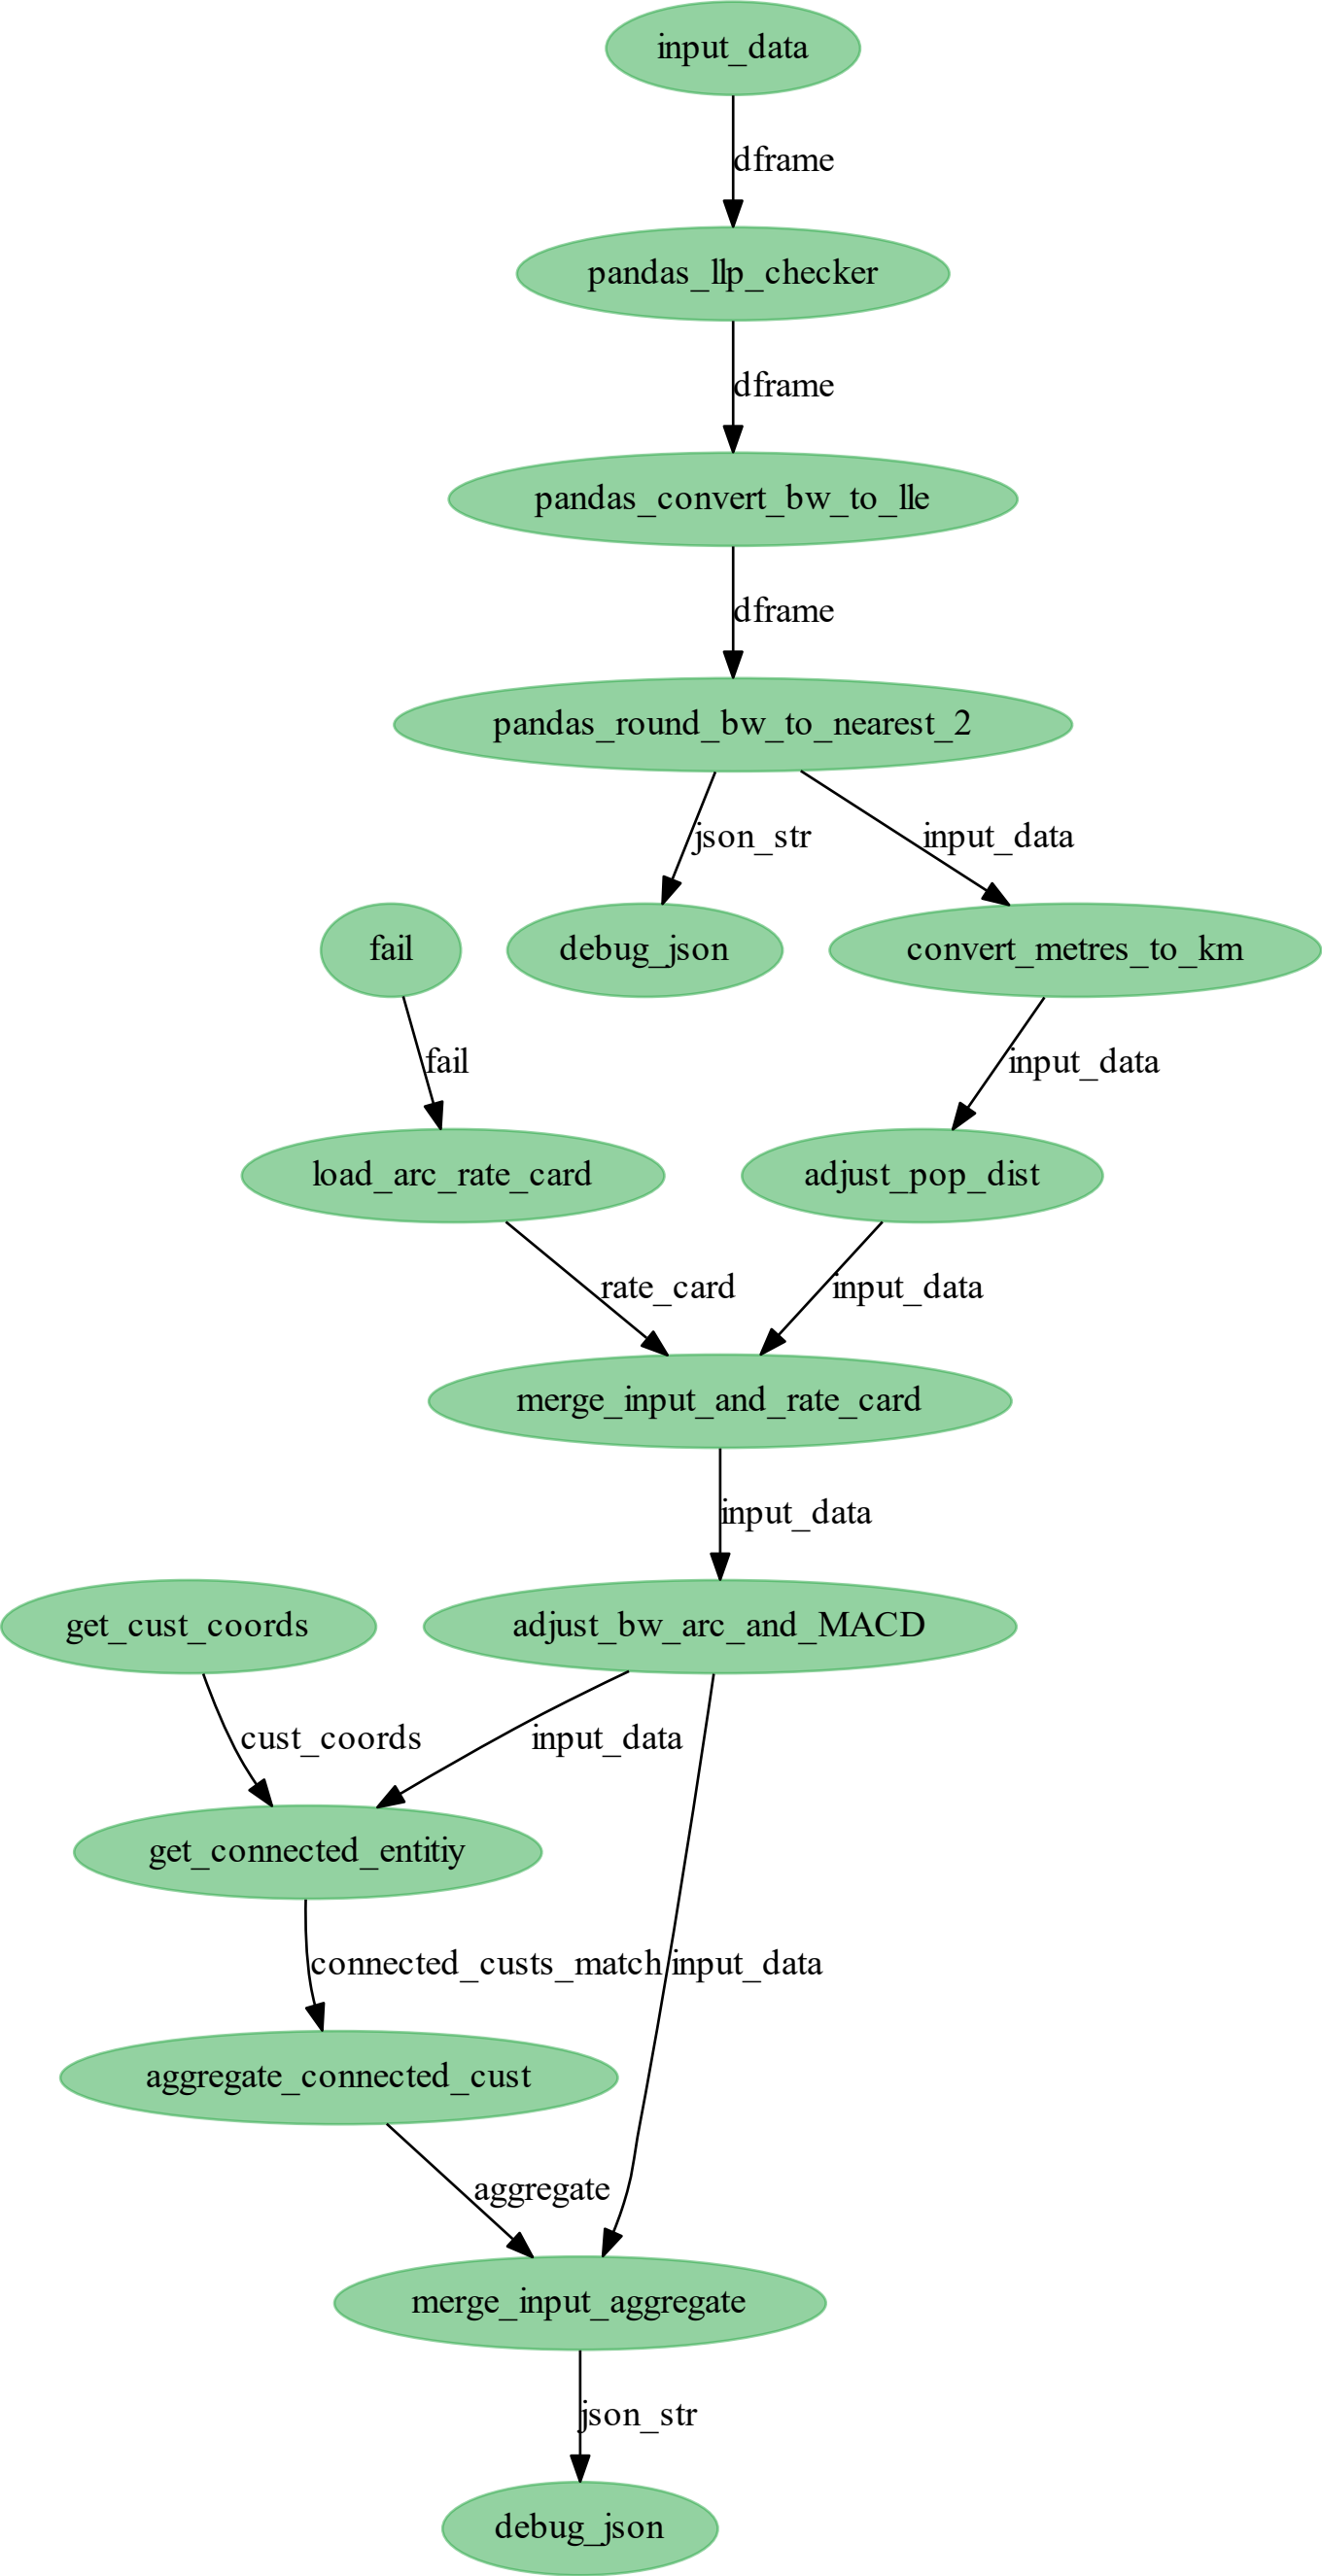 input_data
dframe
pandas_llp_checker
dframe
pandas_convert_bw_to_lle
dframe
pandas_round_bw_to_nearest_2
json_str
input_data
fail
debug_json
convert_metres_to_km
fail
input_data
load_arc_rate_card
adjust_pop_dist
rate_card
input_data
merge_input_and_rate_card
input_data
get_cust_coords
adjust_bw_arc_and_MACD
cust_coords
input_data
get_connected_entitiy
connected_custs_match
input_data
aggregate_connected_cust
aggregate
merge_input_aggregate
json_str
debug_json